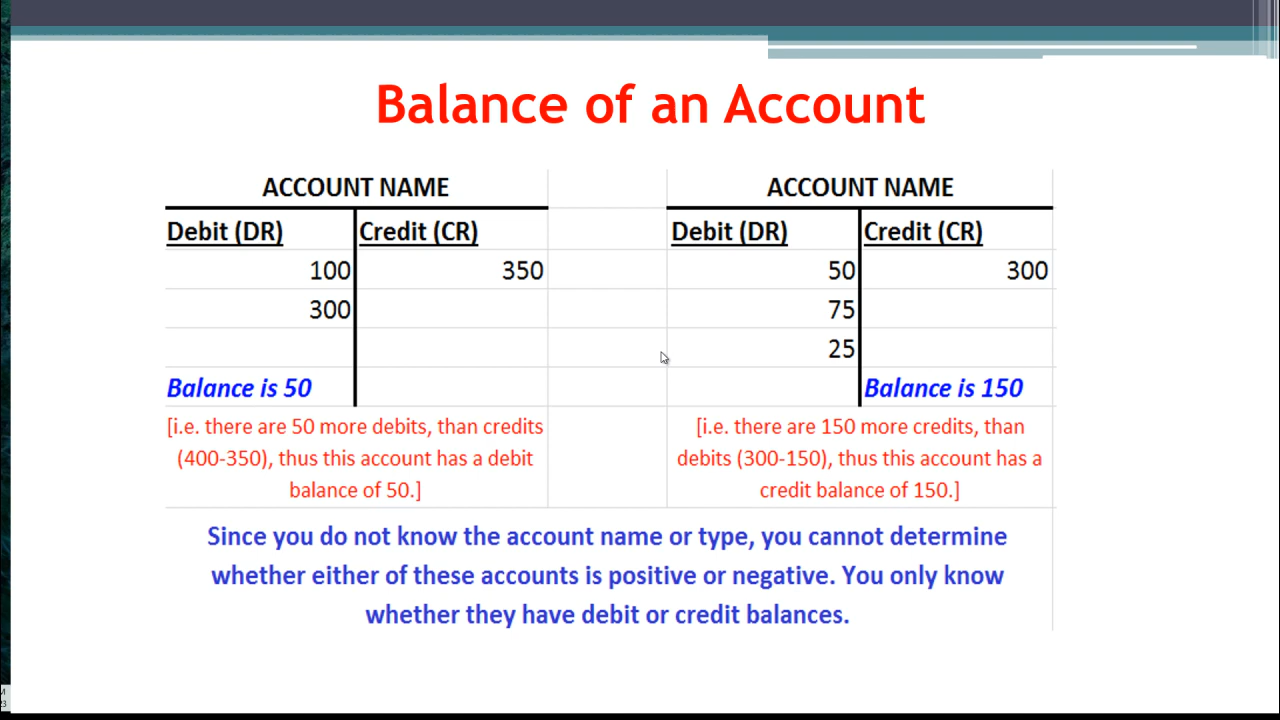 Balance of an Account
ACCOUNT NAME
Debit (DR) Credit (CR)
100 350
300
Balance is 50
[i.e. there are 50 more debits, than credits
(400-350), thus this account has a debit
balance of 50.]
ACCOUNT NAME
Debit (DR) Credit (CR)
50 300
75
25
Balance is 150
[i.e. there are 150 more credits, than
debits (300-150), thus this account has a
credit balance of 150.]
Since you do not know the account name or type, you cannot determine
whether either of these accounts is positive or negative. You only know
whether they have debit or credit balances.